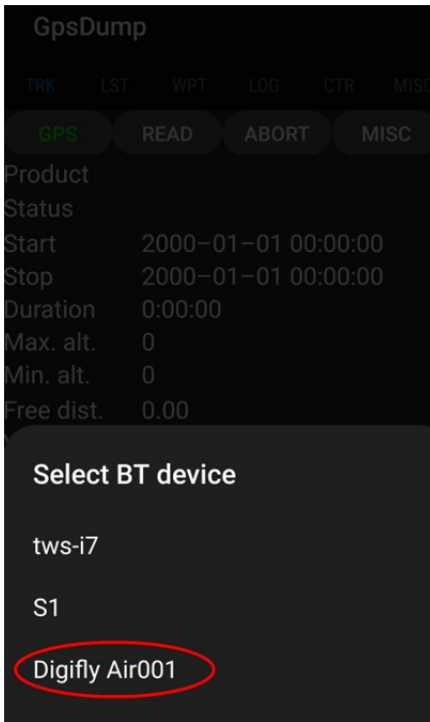 GpsDump
TRK LST WPT LOG CTR MISC
GPS READ ABORT MISC
Product
Status
Start 2000-01-01 00:00:00
Stop 2000-01-01 00:00:00
Duration 0:00:00
Max. alt. 0
Min. alt. 0
Free dist. 0.00
Select BT device
tws-i7
S1
Digifly Air001